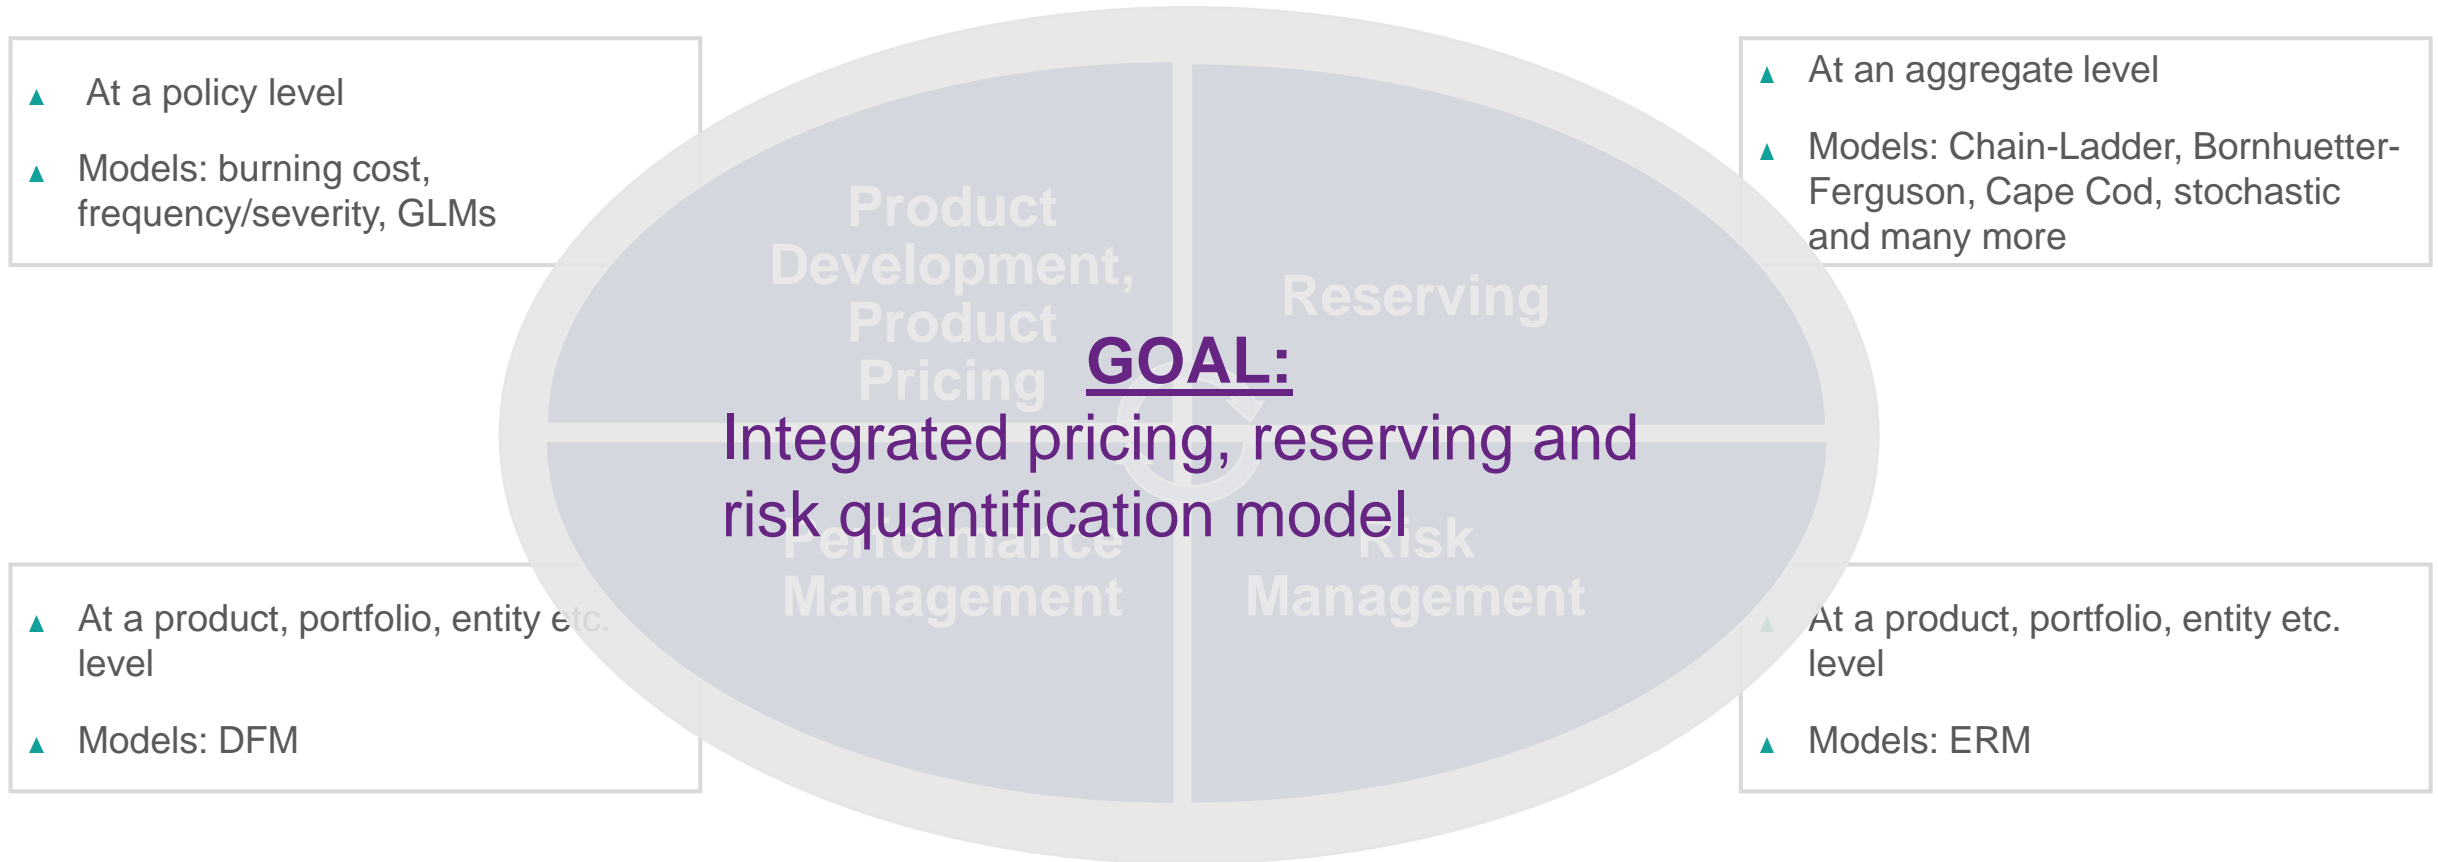 ▲ At a policy level
▲ Models: burning cost,
frequency/severity, GLMs
▲ At an aggregate level
▲ Models: Chain-Ladder, Bornhuetter-
Ferguson, Cape Cod, stochastic
and many more
Product
Development,
Product
Pricing
Reserving
GOAL:
Integrated pricing, reserving and
risk quantification model
Performance
Management
Risk
Management
▲ At a product, portfolio, entity etc.
level
▲ Models: DFM
▲ At a product, portfolio, entity etc.
level
▲ Models: ERM